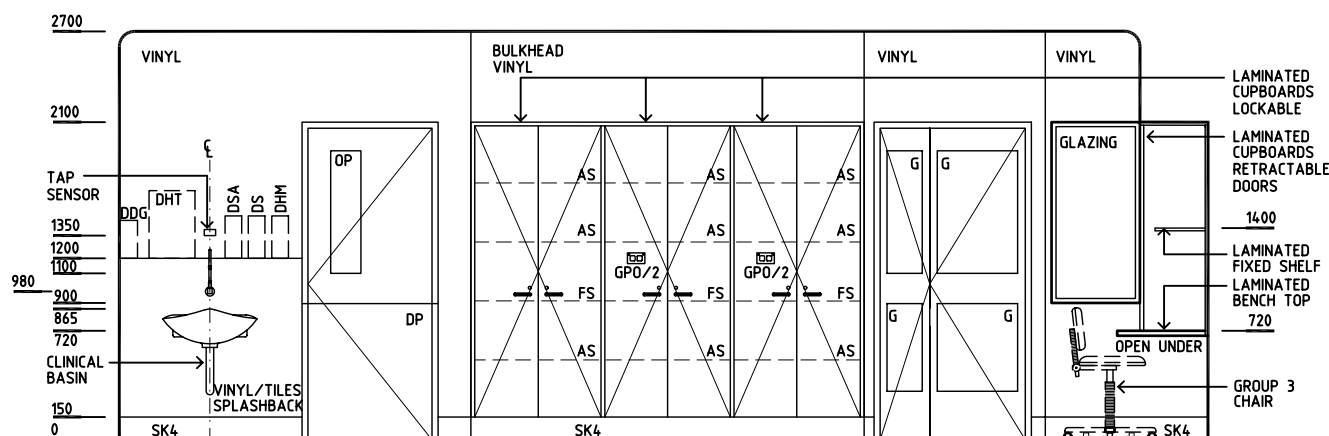 2700
VINYL
BULKHEAD
VINYL
VINYL
VINYL
LAMINATED
CUPBOARDS
LOCKABLE
2100
OP
G
G
GLAZING
LAMINATED
CUPBOARDS
RETRACTABLE
DOORS
TAP
SENSOR
DDG
DHT
DSA
DS
DHM
AS
AS
AS
1350
1200
1100
980
900
865
720
AS
AS
AS
1400
GPO/2
GPO/2
LAMINATED
FIXED SHELF
LAMINATED
BENCH TOP
FS
FS
FS
DP
G
G
720
OPEN UNDER
AS
AS
AS
CLINICAL
BASIN
VINYL/TILES
SPLASHBACK
GROUP 3
CHAIR
150
0
SK4
SK4
SK4